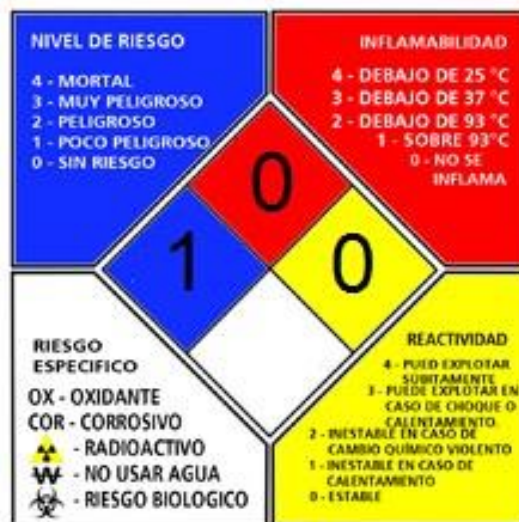 NIVEL DE RIESGO
4 - MORTAL
3 - MUY PELIGROSO
2 - PELIGROSO
1 - POCO PELIGROSO
0 - SIN RIESGO
INFLAMABILIDAD
4 - DEBAJO DE 25 °C
3 - DEBAJO DE 37 °C
2 - DEBAJO DE 93 °C
1 - SOBRE 93°C
0 - NO SE
INFLAMA
0
1
0
RIESGO
ESPECIFICO
OX - OXIDANTE
COR - CORROSIVO
- RADIOACTIVO
W - NO USAR AGUA
- RIESGO BIOLOGICO
REACTIVIDAD
4 - PUED EXPLOTAR
SUBITAMENTE
3 - PUEDE EXPLOTAR EN
CASO DE CHOQUE O
CALENTAMIENTO.
2 - INESTABLE EN CASO DE
CAMBIO QUÍMICO VIOLENTO
1 - INESTABLE EN CASO DE
CALENTAMIENTO
0 - ESTABLE